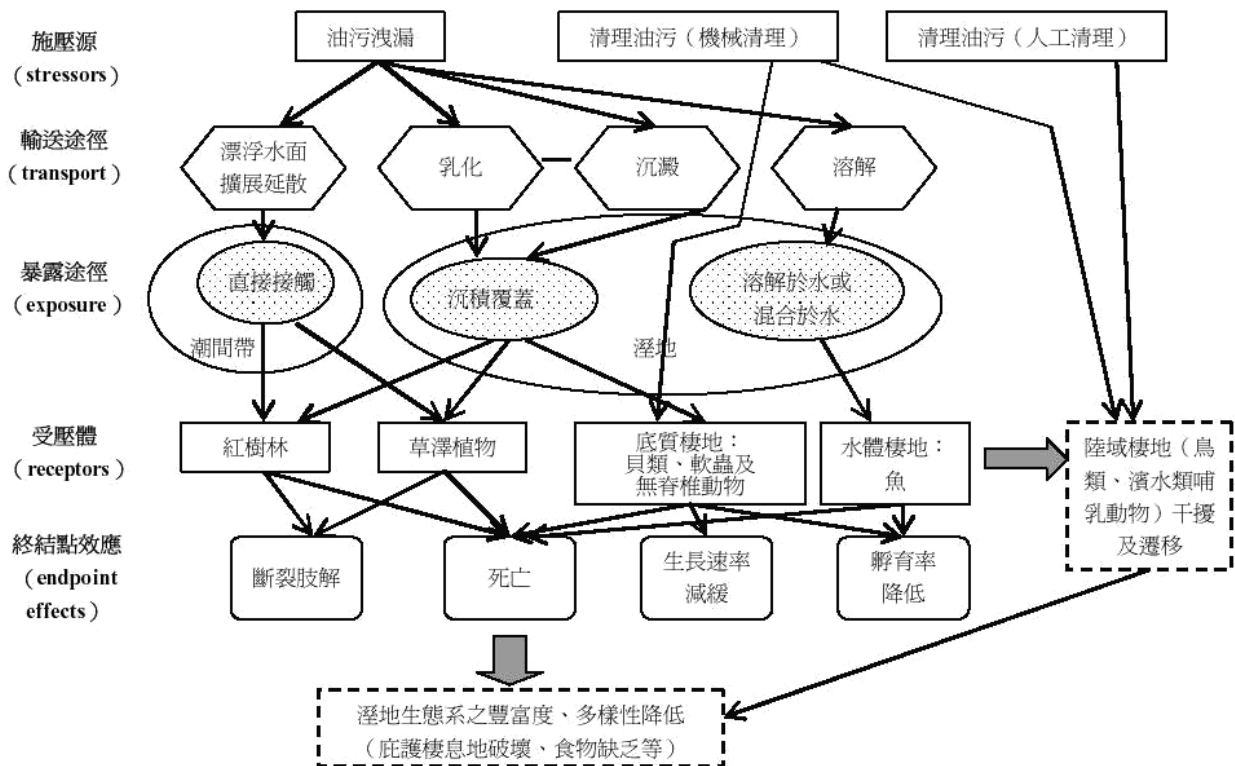 施壓源
（stressors）
油污洩漏
清理油污（機械清理）
清理油污（人工清理）
輸送途徑
（transport）
漂浮水面
擴展延散
乳化
沉澱
溶解
暴露途徑
（exposure）
直接接觸
潮間帶
沉積覆蓋
溼地
溶解於水或
混合於水
受壓體
（receptors）
紅樹林
草澤植物
底質棲地：
貝類、軟蟲及
無脊椎動物
水體棲地：
魚
陸域棲地（鳥
類、濱水類哺
乳動物）干擾
及遷移
終結點效應
（endpoint
effects）
斷裂肢解
死亡
生長速率
減緩
孵育率
降低
溼地生態系之豐富度、多樣性降低
（庇護棲息地破壞、食物缺乏等）